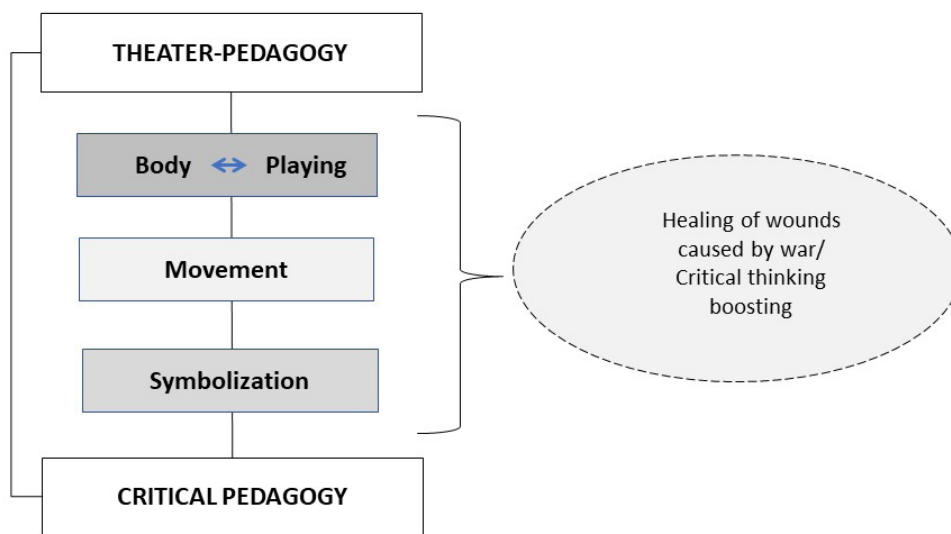 THEATER-PEDAGOGY
Body ↔ Playing
Movement
Symbolization
CRITICAL PEDAGOGY
Healing of wounds
caused by war/
Critical thinking
boosting